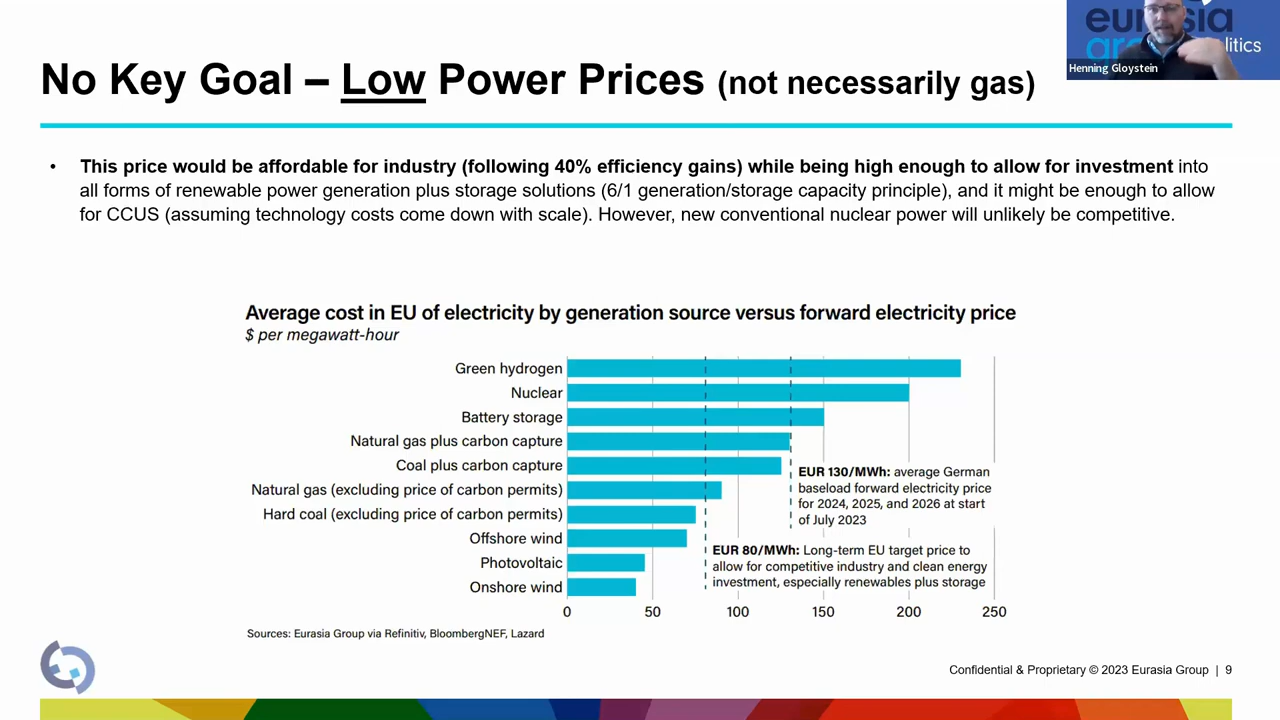 eurasia
group
politics
Henning Gloystein
No Key Goal – Low Power Prices (not necessarily gas)
• This price would be affordable for industry (following 40% efficiency gains) while being high enough to allow for investment into
all forms of renewable power generation plus storage solutions (6/1 generation/storage capacity principle), and it might be enough to allow
for CCUS (assuming technology costs come down with scale). However, new conventional nuclear power will unlikely be competitive.
Average cost in EU of electricity by generation source versus forward electricity price
$ per megawatt-hour
Green hydrogen
Nuclear
Battery storage
Natural gas plus carbon capture
Coal plus carbon capture
Natural gas (excluding price of carbon permits)
Hard coal (excluding price of carbon permits)
Offshore wind
Photovoltaic
Onshore wind
EUR 130/MWh: average German
baseload forward electricity price
for 2024, 2025, and 2026 at start
of July 2023
EUR 80/MWh: Long-term EU target price to
allow for competitive industry and clean energy
investment, especially renewables plus storage
0 50 100 150 200 250
Sources: Eurasia Group via Refinitiv, BloombergNEF, Lazard
Confidential & Proprietary © 2023 Eurasia Group | 9